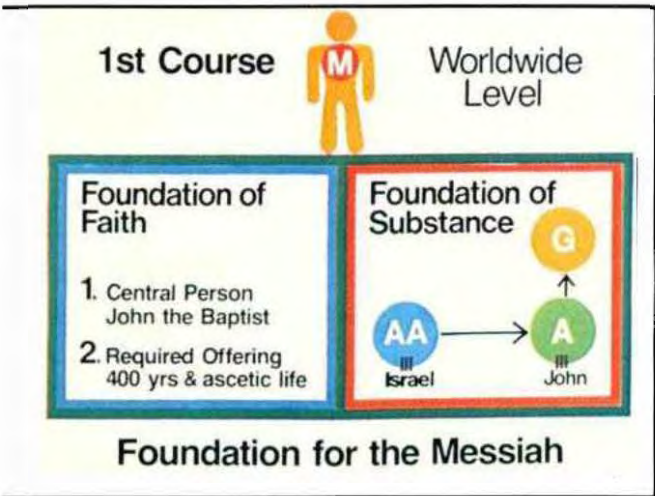 1st Course
M
Worldwide
Level
Foundation of
Faith
1. Central Person
John the Baptist
2. Required Offering
400 yrs & ascetic life
Foundation of
Substance
G
AA
A
Israel
John
Foundation for the Messiah